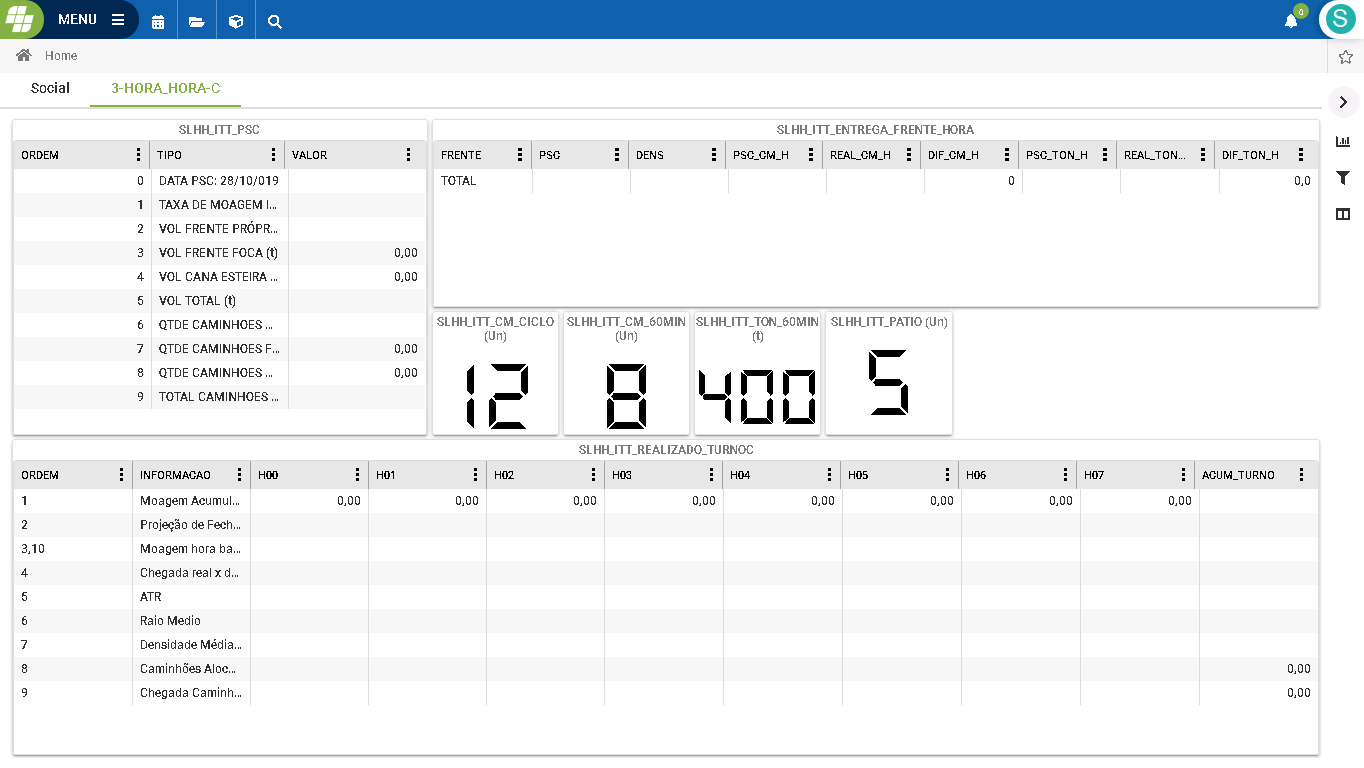 MENU
0
S
Home
Social 3-HORA_HORA-C
SLHH_ITT_PSC
ORDEM TIPO VALOR
0 DATA PSC: 28/10/019
1 TAXA DE MOAGEM I...
2 VOL FRENTE PRÓPR...
3 VOL FRENTE FOCA (t) 0,00
4 VOL CANA ESTEIRA ... 0,00
5 VOL TOTAL (t)
6 QTDE CAMINHOES ...
7 QTDE CAMINHOES F... 0,00
8 QTDE CAMINHOES ... 0,00
9 TOTAL CAMINHOES ...
SLHH_ITT_ENTREGA_FRENTE_HORA
FRENTE PSC DENS PSC_CM_H REAL_CM_H DIF_CM_H PSC_TON_H REAL_TON... DIF_TON_H
TOTAL 0 0,0
SLHH_ITT_CM_CICLO
(Un)
12
SLHH_ITT_CM_60MIN
(Un)
8
SLHH_ITT_TON_60MIN
(t)
400
SLHH_ITT_PATIO (Un)
5
SLHH_ITT_REALIZADO_TURNOC
ORDEM INFORMACAO H00 H01 H02 H03 H04 H05 H06 H07 ACUM_TURNO
1 Moagem Acumul... 0,00 0,00 0,00 0,00 0,00 0,00 0,00 0,00
2 Projeção de Fech...
3,10 Moagem hora ba...
4 Chegada real x d...
5 ATR
6 Raio Medio
7 Densidade Média...
8 Caminhões Aloc... 0,00
9 Chegada Caminh... 0,00